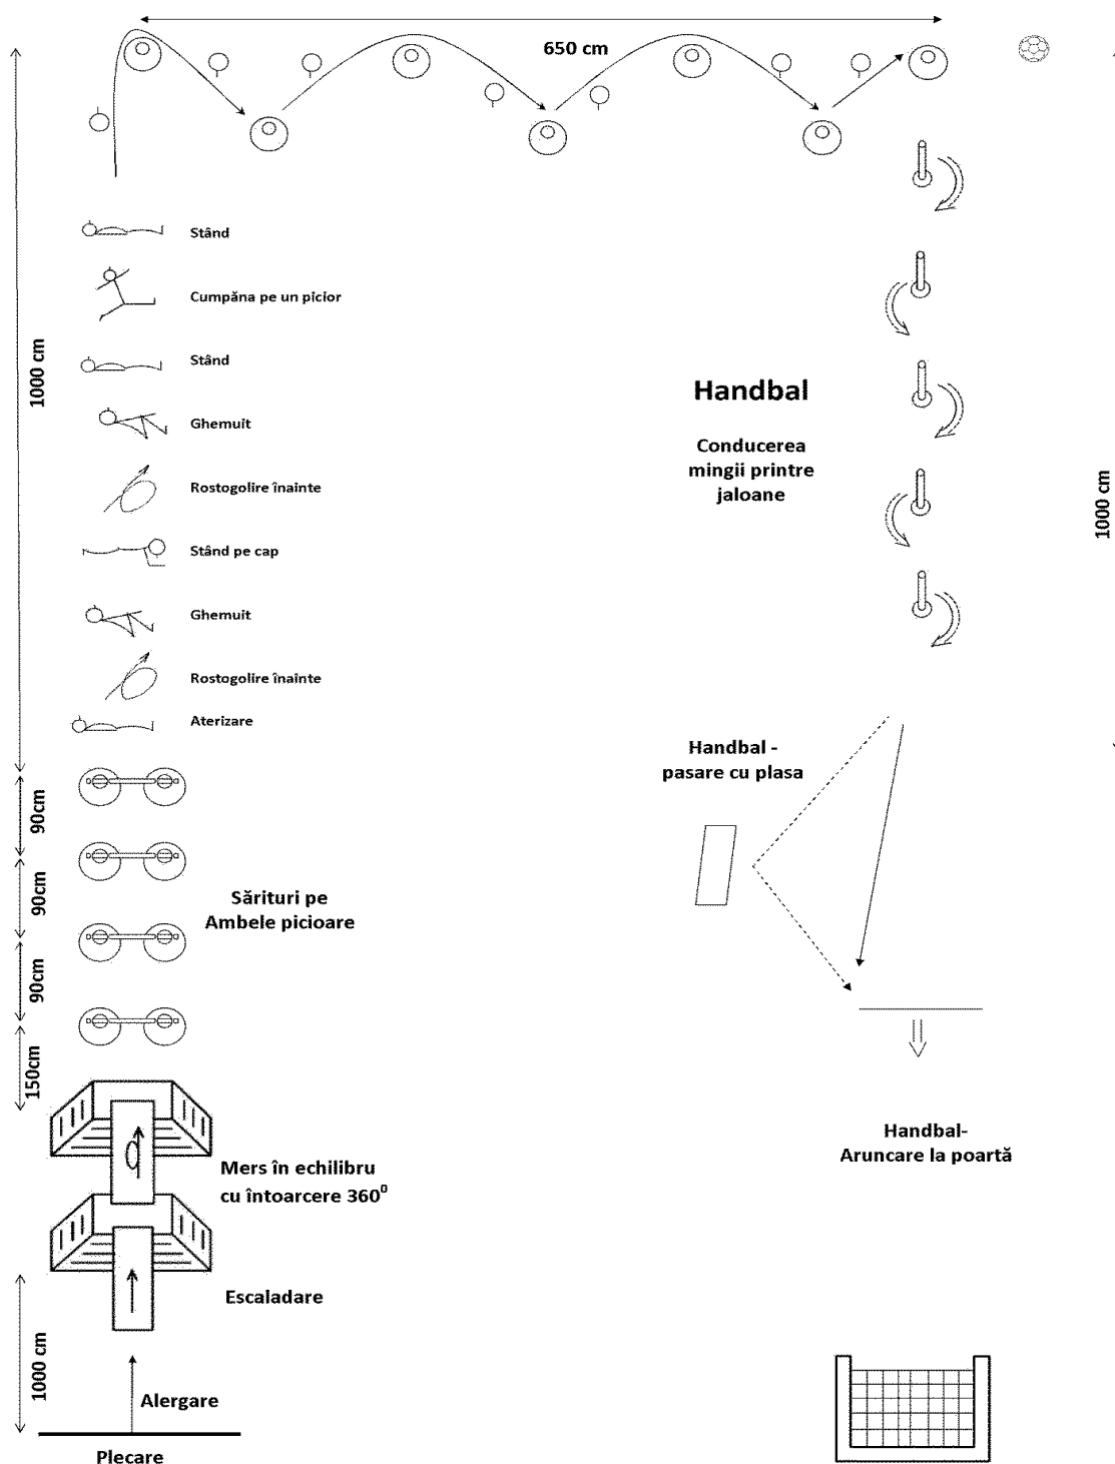 650 cm
Stând
Cumpăna pe un picior
Stând
Ghemuit
Rostogolire înainte
Stând pe cap
Ghemuit
Rostogolire înainte
Aterizare
1000 cm
90cm
90cm
90cm
150cm
1000 cm
Sărituri pe
Ambele picioare
Mers în echilibru
cu întoarcere 360⁰
Escaladare
Alergare
Plecare
Handbal
Conducerea
mingii printre
jaloane
1000 cm
Handbal -
pasare cu plasa
Handbal-
Aruncare la poartă